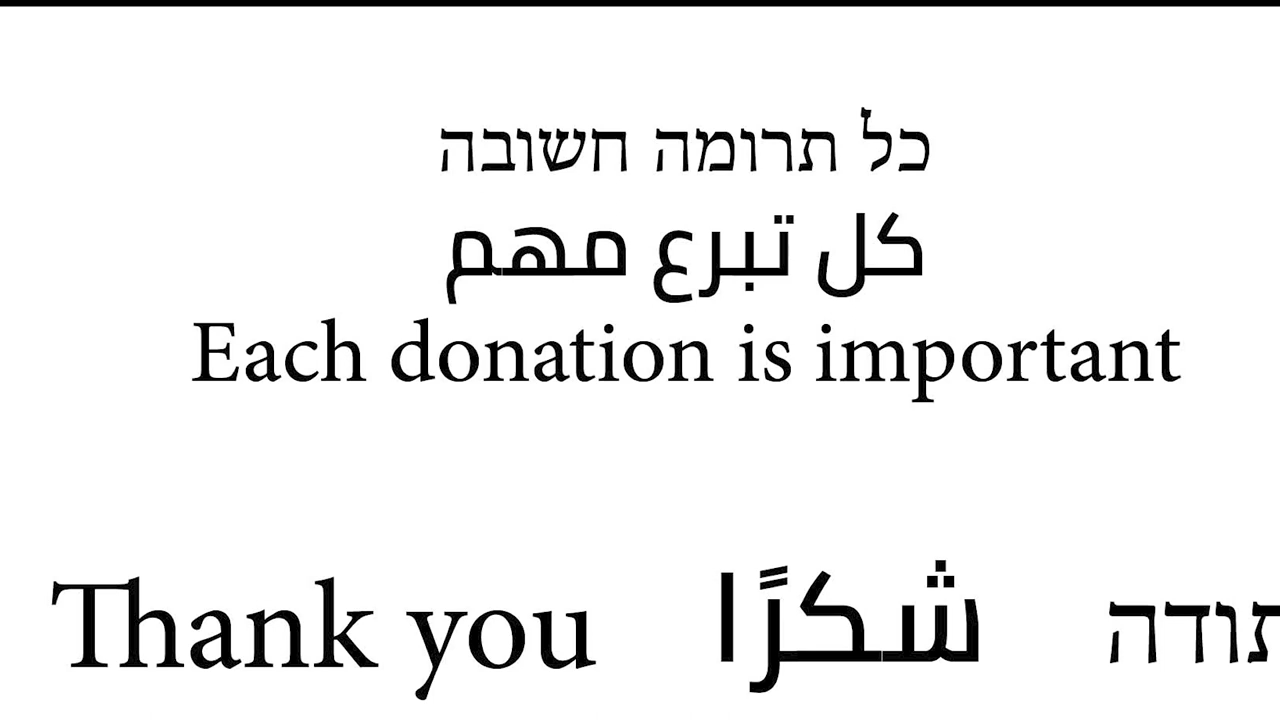 כל תרומה חשובה
كل تبرع مهم
Each donation is important
Thank you شكرًا תודה